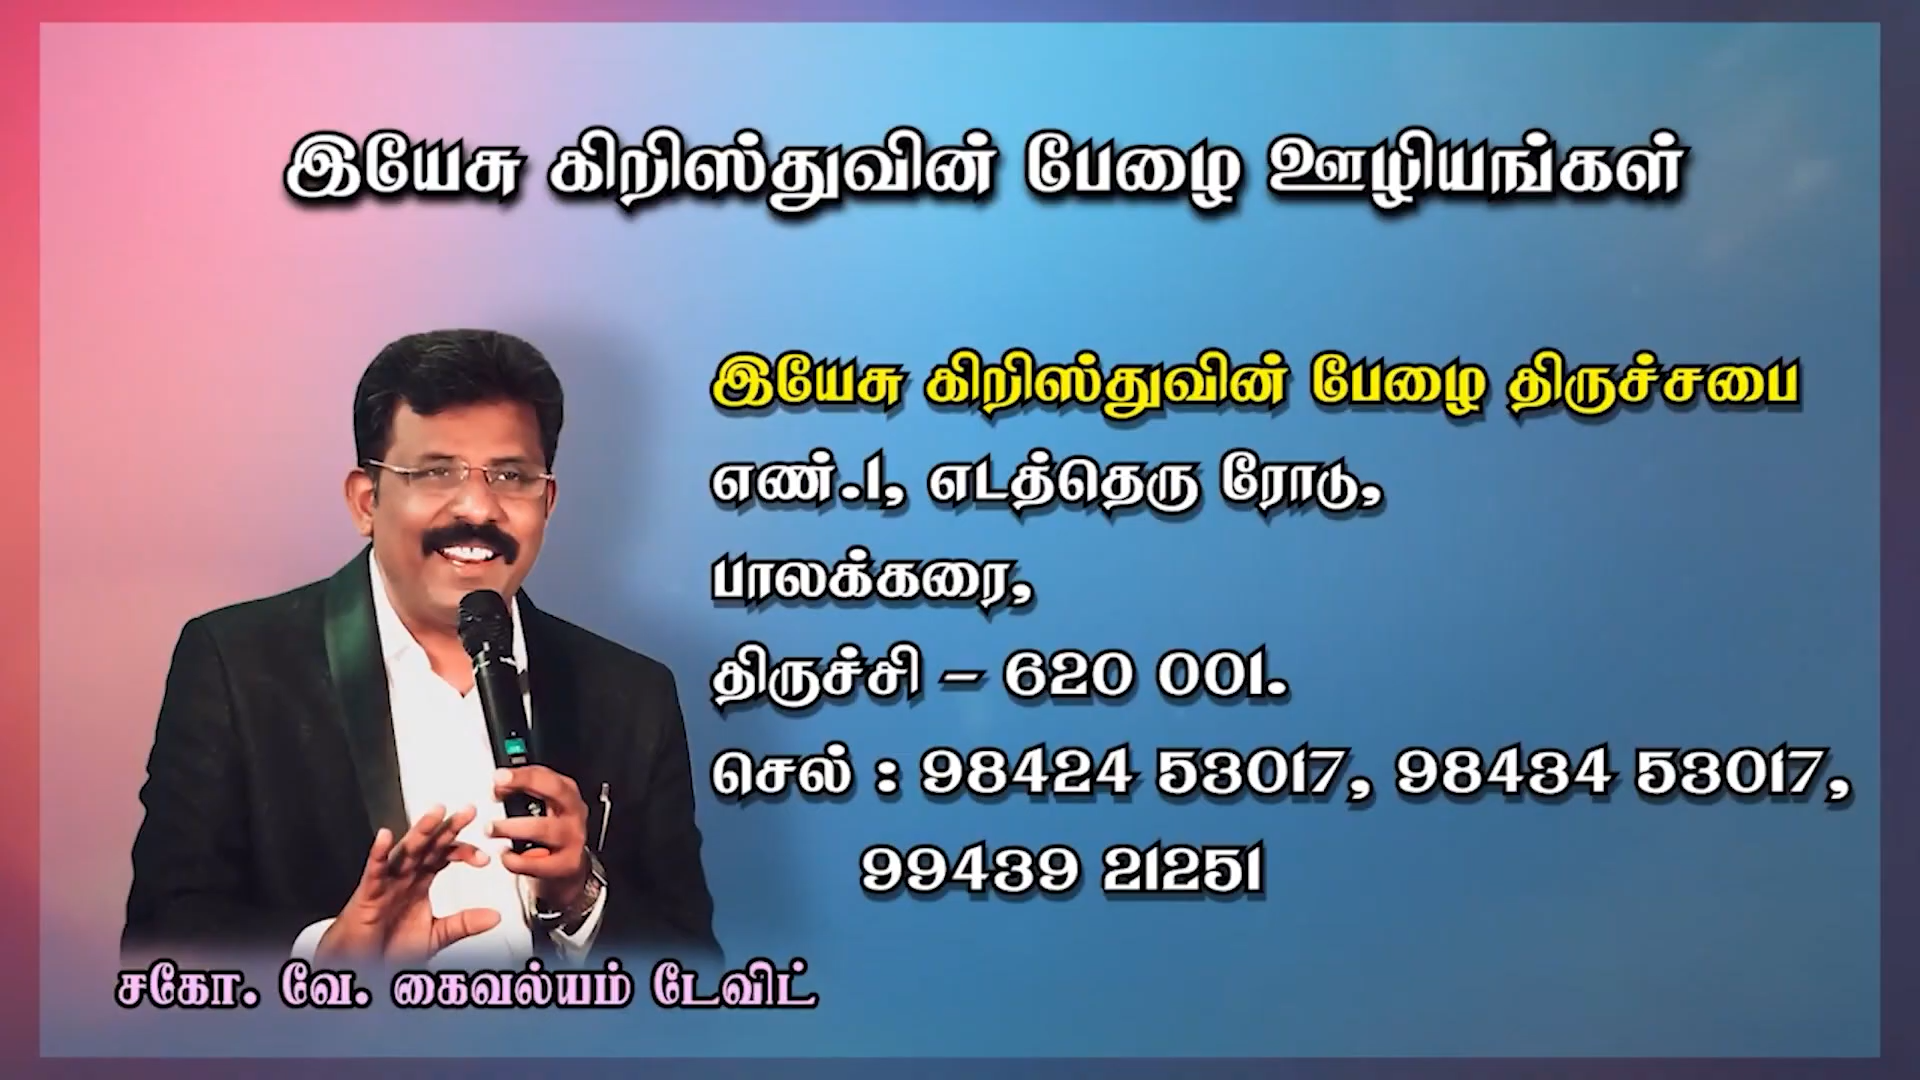 இயேசு கிறிஸ்துவின் பேழை ஊழியங்கள்
இயேசு கிறிஸ்துவின் பேழை திருச்சபை
எண்.1, எடத்தெரு ரோடு,
பாலக்கரை,
திருச்சி - 620 001.
செல் : 98424 53017, 98434 53017,
99439 21251
சகோ. வே. கைவல்யம் டேவிட்